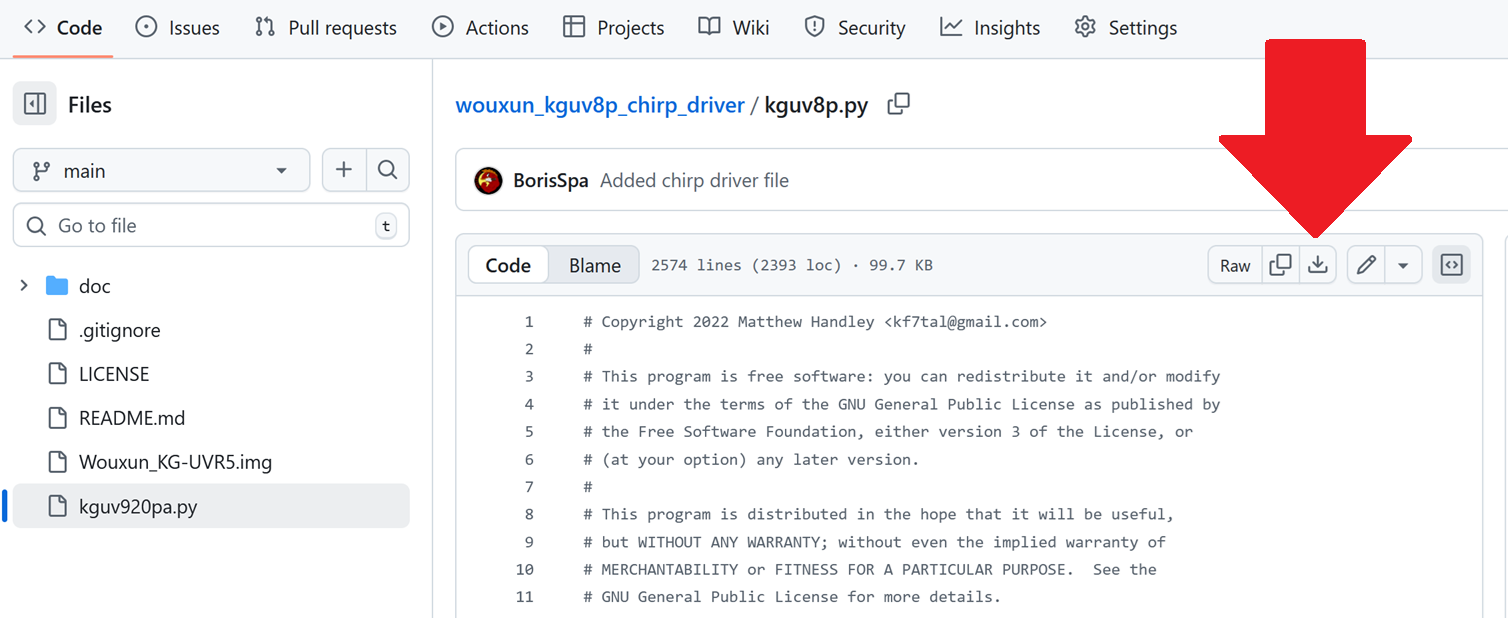 Code Issues Pull requests Actions Projects Wiki Security Insights Settings
Files
main
Go to file t
doc
.gitignore
LICENSE
README.md
Wouxun_KG-UVR5.img
kguv920pa.py
wouxun_kguv8p_chirp_driver / kguv8p.py
BorisSpa Added chirp driver file
Code Blame 2574 lines (2393 loc) · 99.7 KB Raw
1 # Copyright 2022 Matthew Handley <kf7tal@gmail.com>
2 #
3 # This program is free software: you can redistribute it and/or modify
4 # it under the terms of the GNU General Public License as published by
5 # the Free Software Foundation, either version 3 of the License, or
6 # (at your option) any later version.
7 #
8 # This program is distributed in the hope that it will be useful,
9 # but WITHOUT ANY WARRANTY; without even the implied warranty of
10 # MERCHANTABILITY or FITNESS FOR A PARTICULAR PURPOSE.  See the
11 # GNU General Public License for more details.